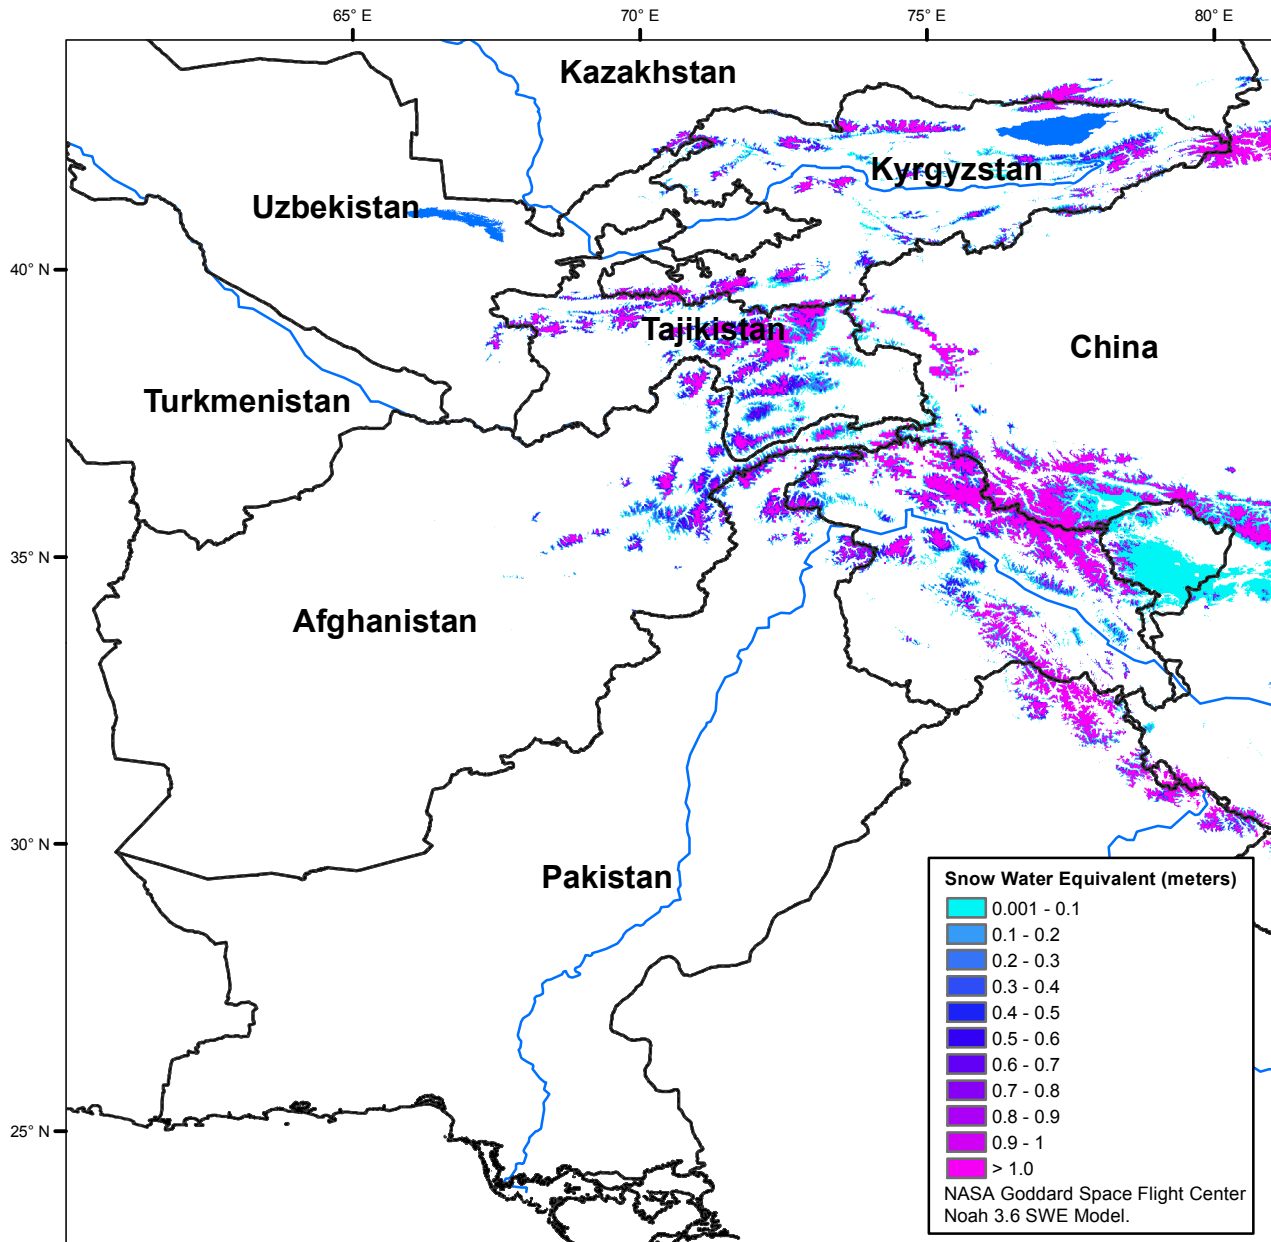 65° E
70° E
75° E
80° E
Kazakhstan
Kyrgyzstan
Uzbekistan
40° N
Tajikistan
China
Turkmenistan
35° N
Afghanistan
30° N
Pakistan
25° N
Snow Water Equivalent (meters)
0.001 - 0.1
0.1 - 0.2
0.2 - 0.3
0.3 - 0.4
0.4 - 0.5
0.5 - 0.6
0.6 - 0.7
0.7 - 0.8
0.8 - 0.9
0.9 - 1
> 1.0
NASA Goddard Space Flight Center
Noah 3.6 SWE Model.